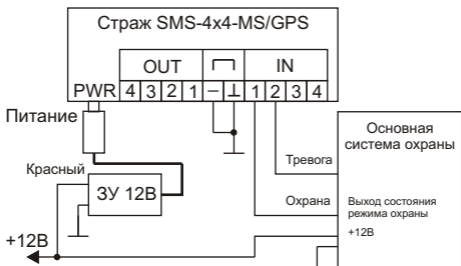 Страж SMS-4x4-MS/GPS
OUT IN
PWR 4 3 2 1 – ⊥ 1 2 3 4
Питание
Основная
система охраны
Тревога
Красный
ЗУ 12В
Охрана
Выход состояния
режима охраны
+12В
+12В